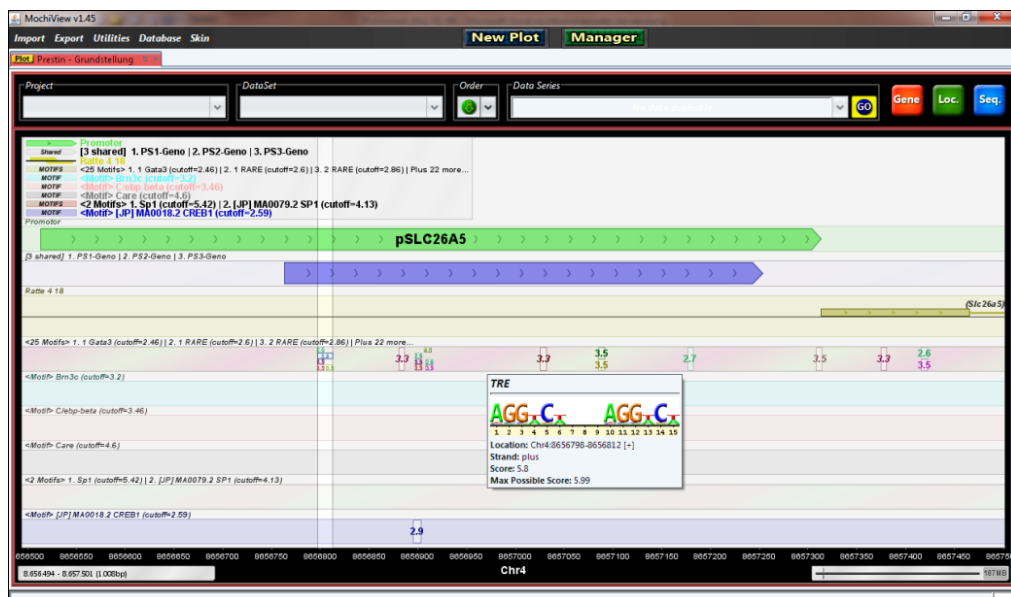 MochiView v1.45
Import Export Utilities Database Skin
New Plot
Manager
Plot Prestin - Grundstellung
Project
DataSet
Order
Data Series
GO
Gene
Loc.
Seq.
> Promotor
Shared [3 shared] 1. PS1-Geno | 2. PS2-Geno | 3. PS3-Geno
Ratte 4 18
MOTIFS <25 Motifs> 1. 1 Gata3 (cutoff=2.46) | 2. 1 RARE (cutoff=2.6) | 3. 2 RARE (cutoff=2.86) | Plus 22 more...
MOTIF <Motif> Brn3c (cutoff=3.2)
MOTIF <Motif> C/ebp-beta (cutoff=3.46)
MOTIF <Motif> Care (cutoff=4.6)
MOTIFS <2 Motifs> 1. Sp1 (cutoff=5.42) | 2. [JP] MA0079.2 SP1 (cutoff=4.13)
MOTIF <Motif> [JP] MA0018.2 CREB1 (cutoff=2.59)
Promotor
pSLC26A5
[3 shared] 1. PS1-Geno | 2. PS2-Geno | 3. PS3-Geno
Ratte 4 18
(Slc26a5)
<25 Motifs> 1. 1 Gata3 (cutoff=2.46) | 2. 1 RARE (cutoff=2.6) | 3. 2 RARE (cutoff=2.86) | Plus 22 more...
3.3 3.3 3.5 2.7 3.5 3.3 2.6
3.5 3.5
<Motif> Brn3c (cutoff=3.2)
TRE
AGG C AGG C
1 2 3 4 5 6 7 8 9 10 11 12 13 14 15
Location: Chr4:8656798-8656812 [+]
Strand: plus
Score: 5.8
Max Possible Score: 5.99
<Motif> C/ebp-beta (cutoff=3.46)
<Motif> Care (cutoff=4.6)
<2 Motifs> 1. Sp1 (cutoff=5.42) | 2. [JP] MA0079.2 SP1 (cutoff=4.13)
<Motif> [JP] MA0018.2 CREB1 (cutoff=2.59)
2.9
656500 8656550 8656600 8656650 8656700 8656750 8656800 8656850 8656900 8656950 8657000 8657050 8657100 8657150 8657200 8657250 8657300 8657350 8657400 8657450 865750
8.656.494 - 8.657.501 (1.008bp)
Chr4
187MB